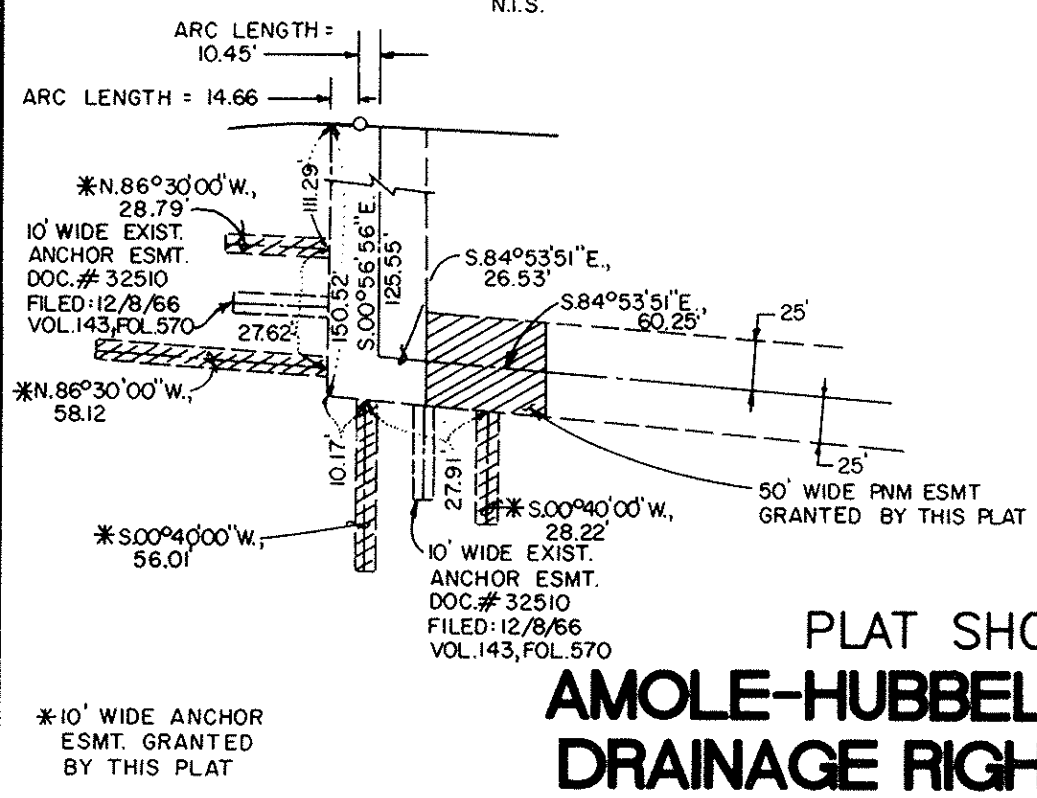 N.T.S.
ARC LENGTH =
10.45'
ARC LENGTH = 14.66
*N.86°30'00"W.,
28.79'
10' WIDE EXIST.
ANCHOR ESMT.
DOC.# 32510
FILED: 12/8/66
VOL.143, FOL.570
111.29'
150.52'
S.00°56'56"E.
125.55'
27.62'
*N.86°30'00"W.,
58.12
S.84°53'51"E.,
26.53'
S.84°53'51"E.,
60.25'
25'
25'
10.17'
27.91
*S.00°40'00"W.,
56.01'
*S.00°40'00"W.,
28.22'
50' WIDE PNM ESMT
GRANTED BY THIS PLAT
10' WIDE EXIST.
ANCHOR ESMT.
DOC.# 32510
FILED: 12/8/66
VOL.143, FOL.570
*10' WIDE ANCHOR
ESMT. GRANTED
BY THIS PLAT
PLAT SHO
AMOLE-HUBBEL
DRAINAGE RIGH